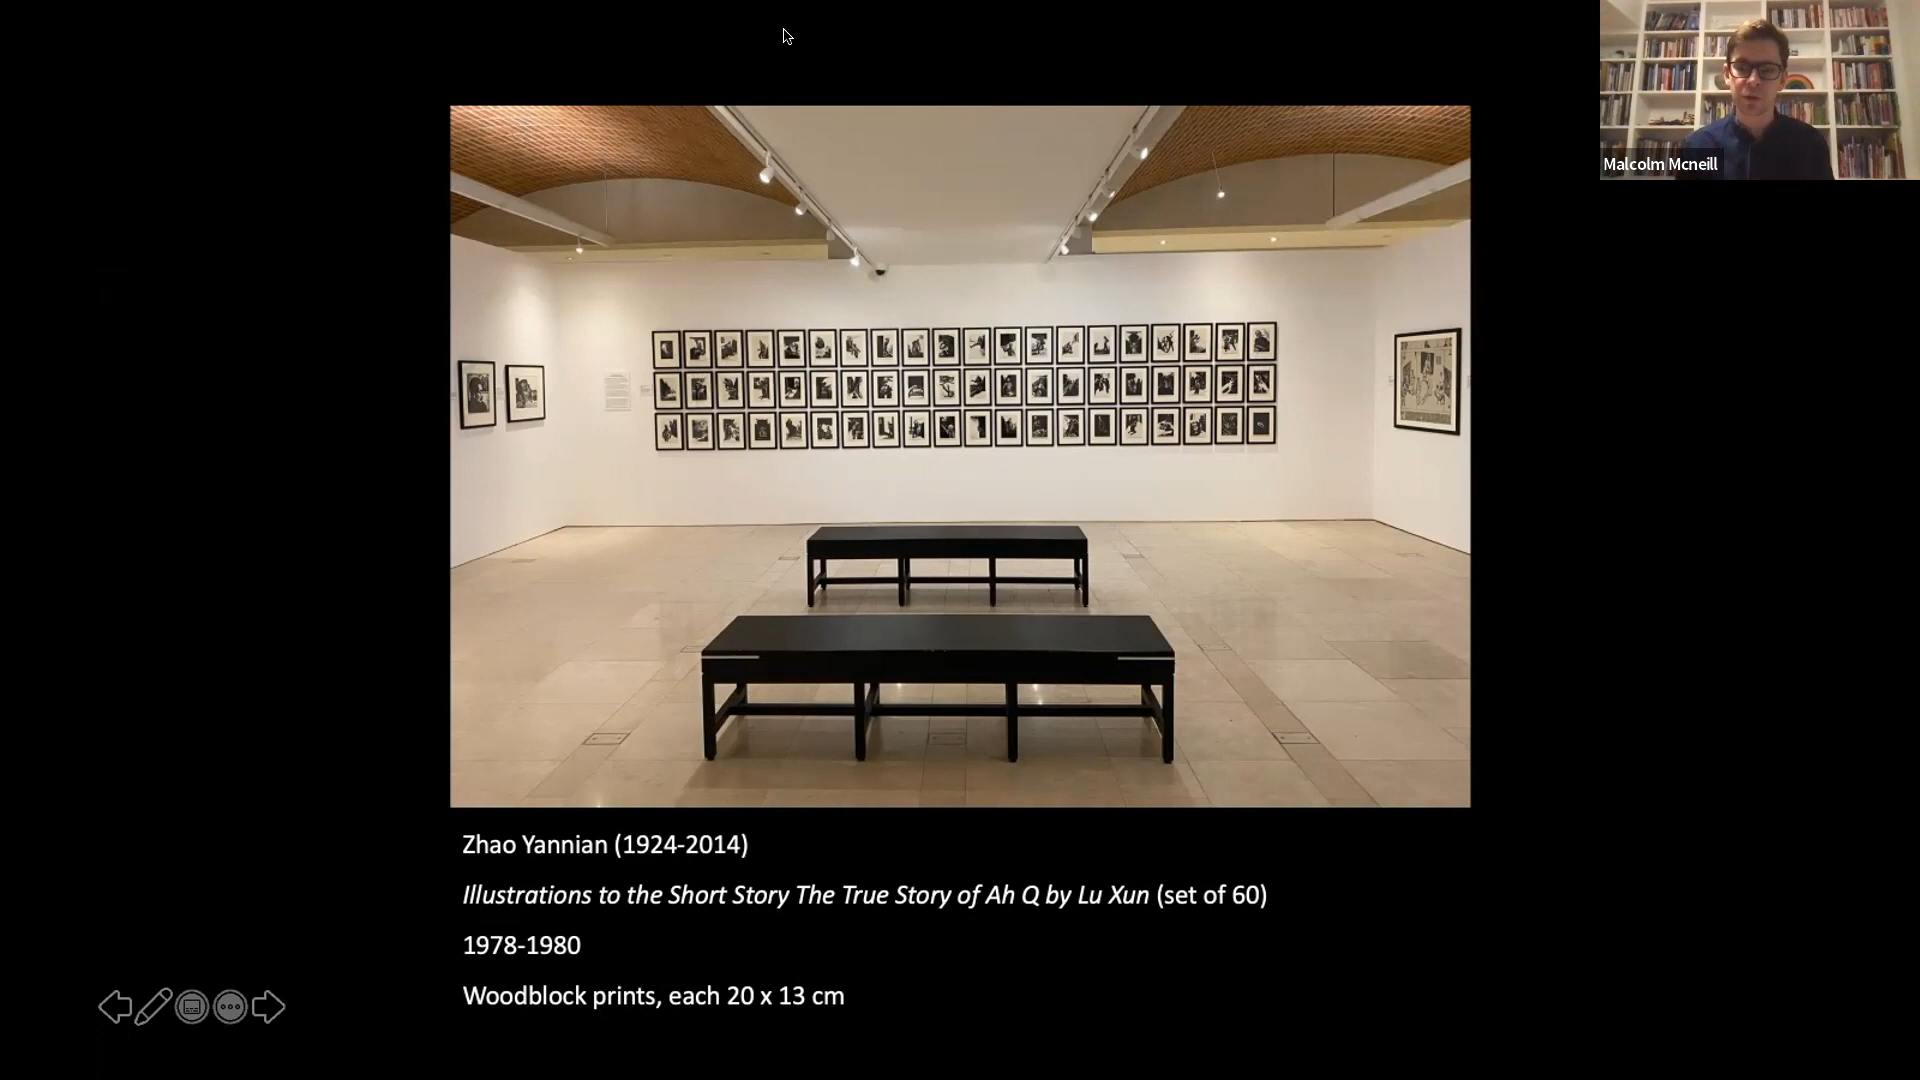 Malcolm Mcneill
Zhao Yannian (1924-2014)
Illustrations to the Short Story The True Story of Ah Q by Lu Xun (set of 60)
1978-1980
Woodblock prints, each 20 x 13 cm